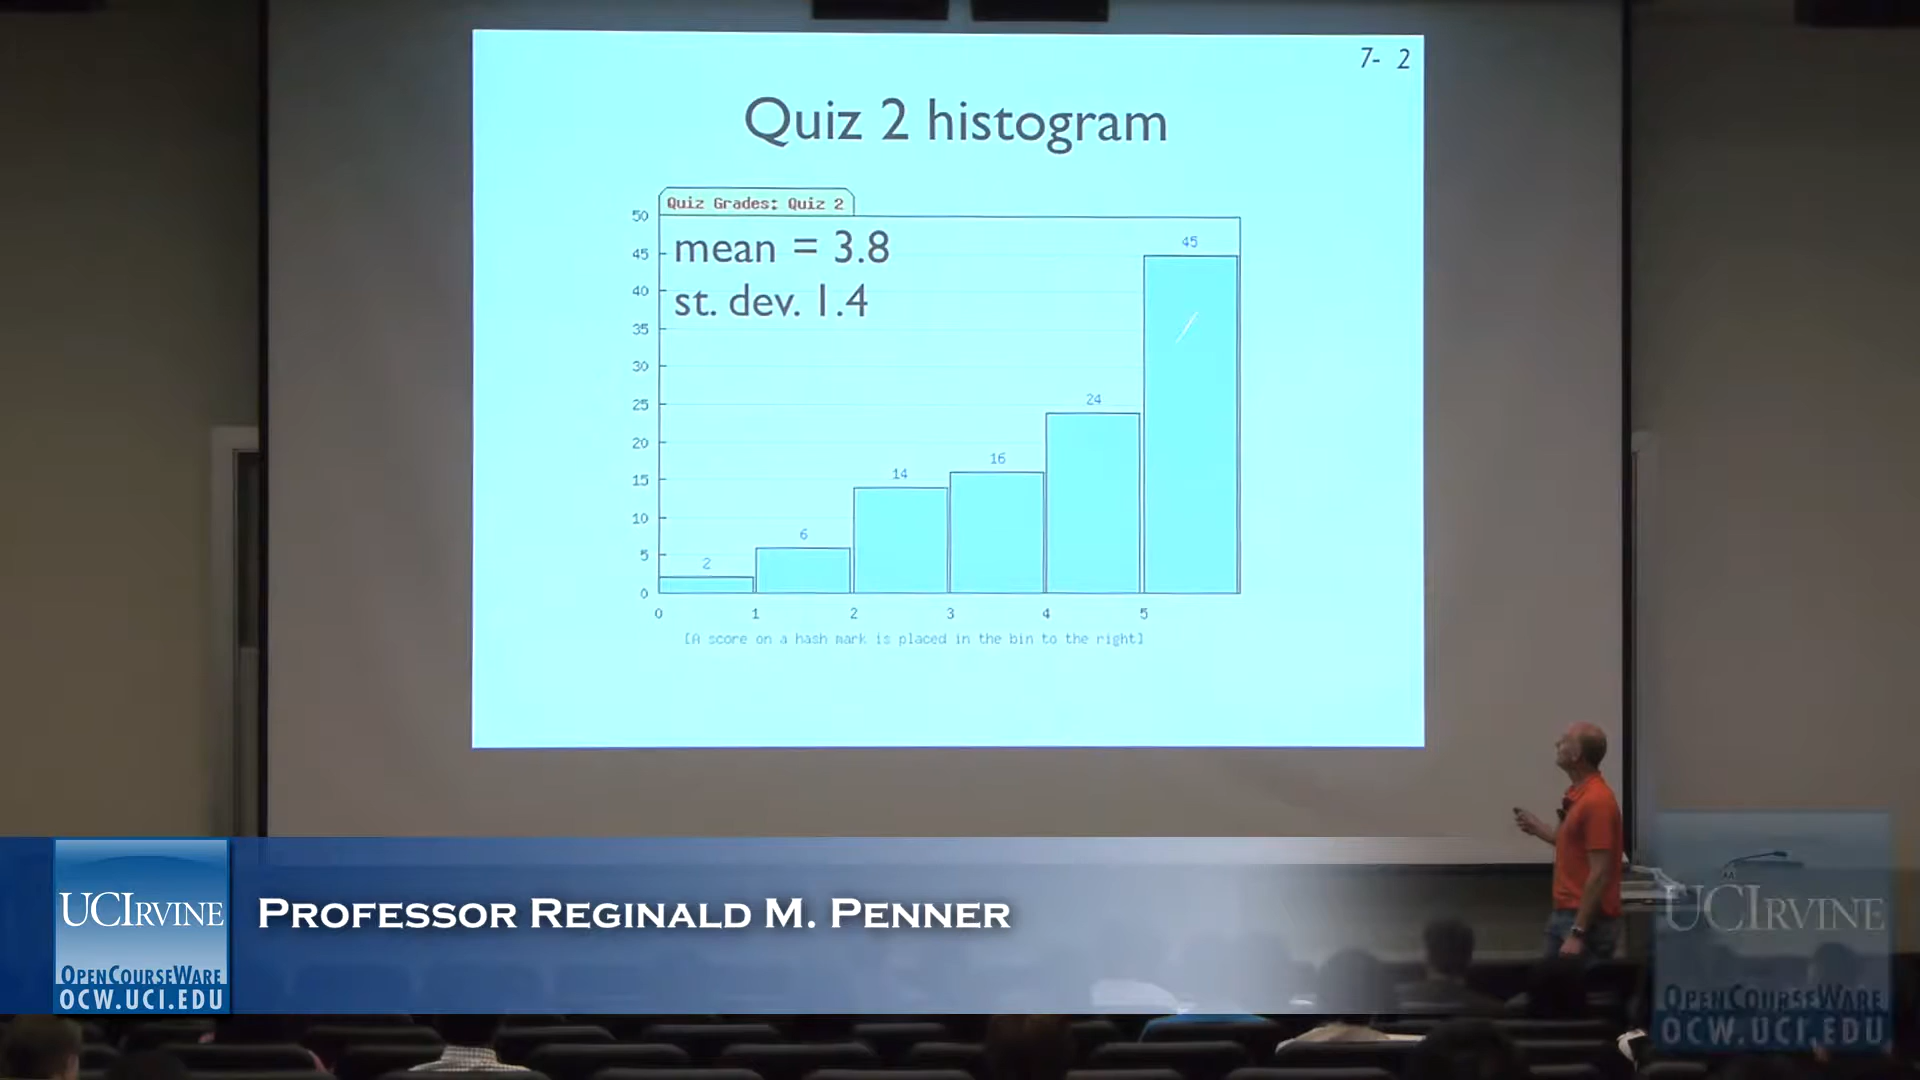 7- 2
Quiz 2 histogram
Quiz Grades: Quiz 2
mean = 3.8
st. dev. 1.4
50
45
40
35
30
25
20
15
10
5
0
2
6
14
16
24
45
0 1 2 3 4 5
[A score on a hash mark is placed in the bin to the right]
UCIRVINE
OPENCOURSEWARE
OCW.UCI.EDU
PROFESSOR REGINALD M. PENNER
UCIRVINE
OPENCOURSEWARE
OCW.UCI.EDU